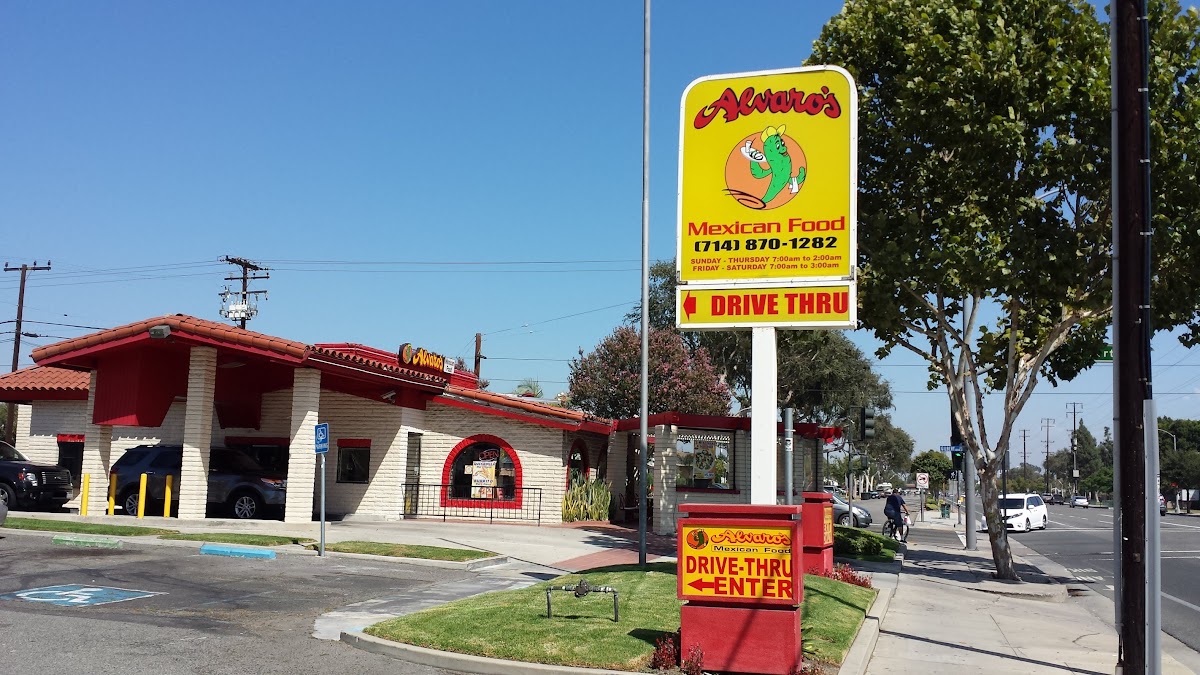 Alvaro's
Mexican Food
(714) 870-1282
SUNDAY - THURSDAY 7:00am to 2:00am
FRIDAY - SATURDAY 7:00am to 3:00am
DRIVE THRU
Alvaro's
Alvaro's
Mexican Food
DRIVE-THRU
ENTER